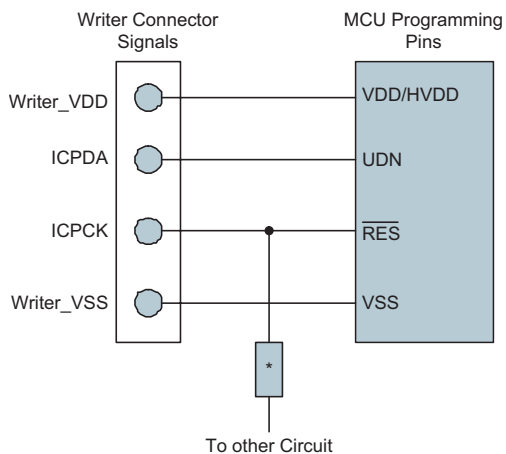 Writer Connector
Signals
MCU Programming
Pins
Writer_VDD
VDD/HVDD
ICPDA
UDN
ICPCK
RES
Writer_VSS
VSS
*
To other Circuit